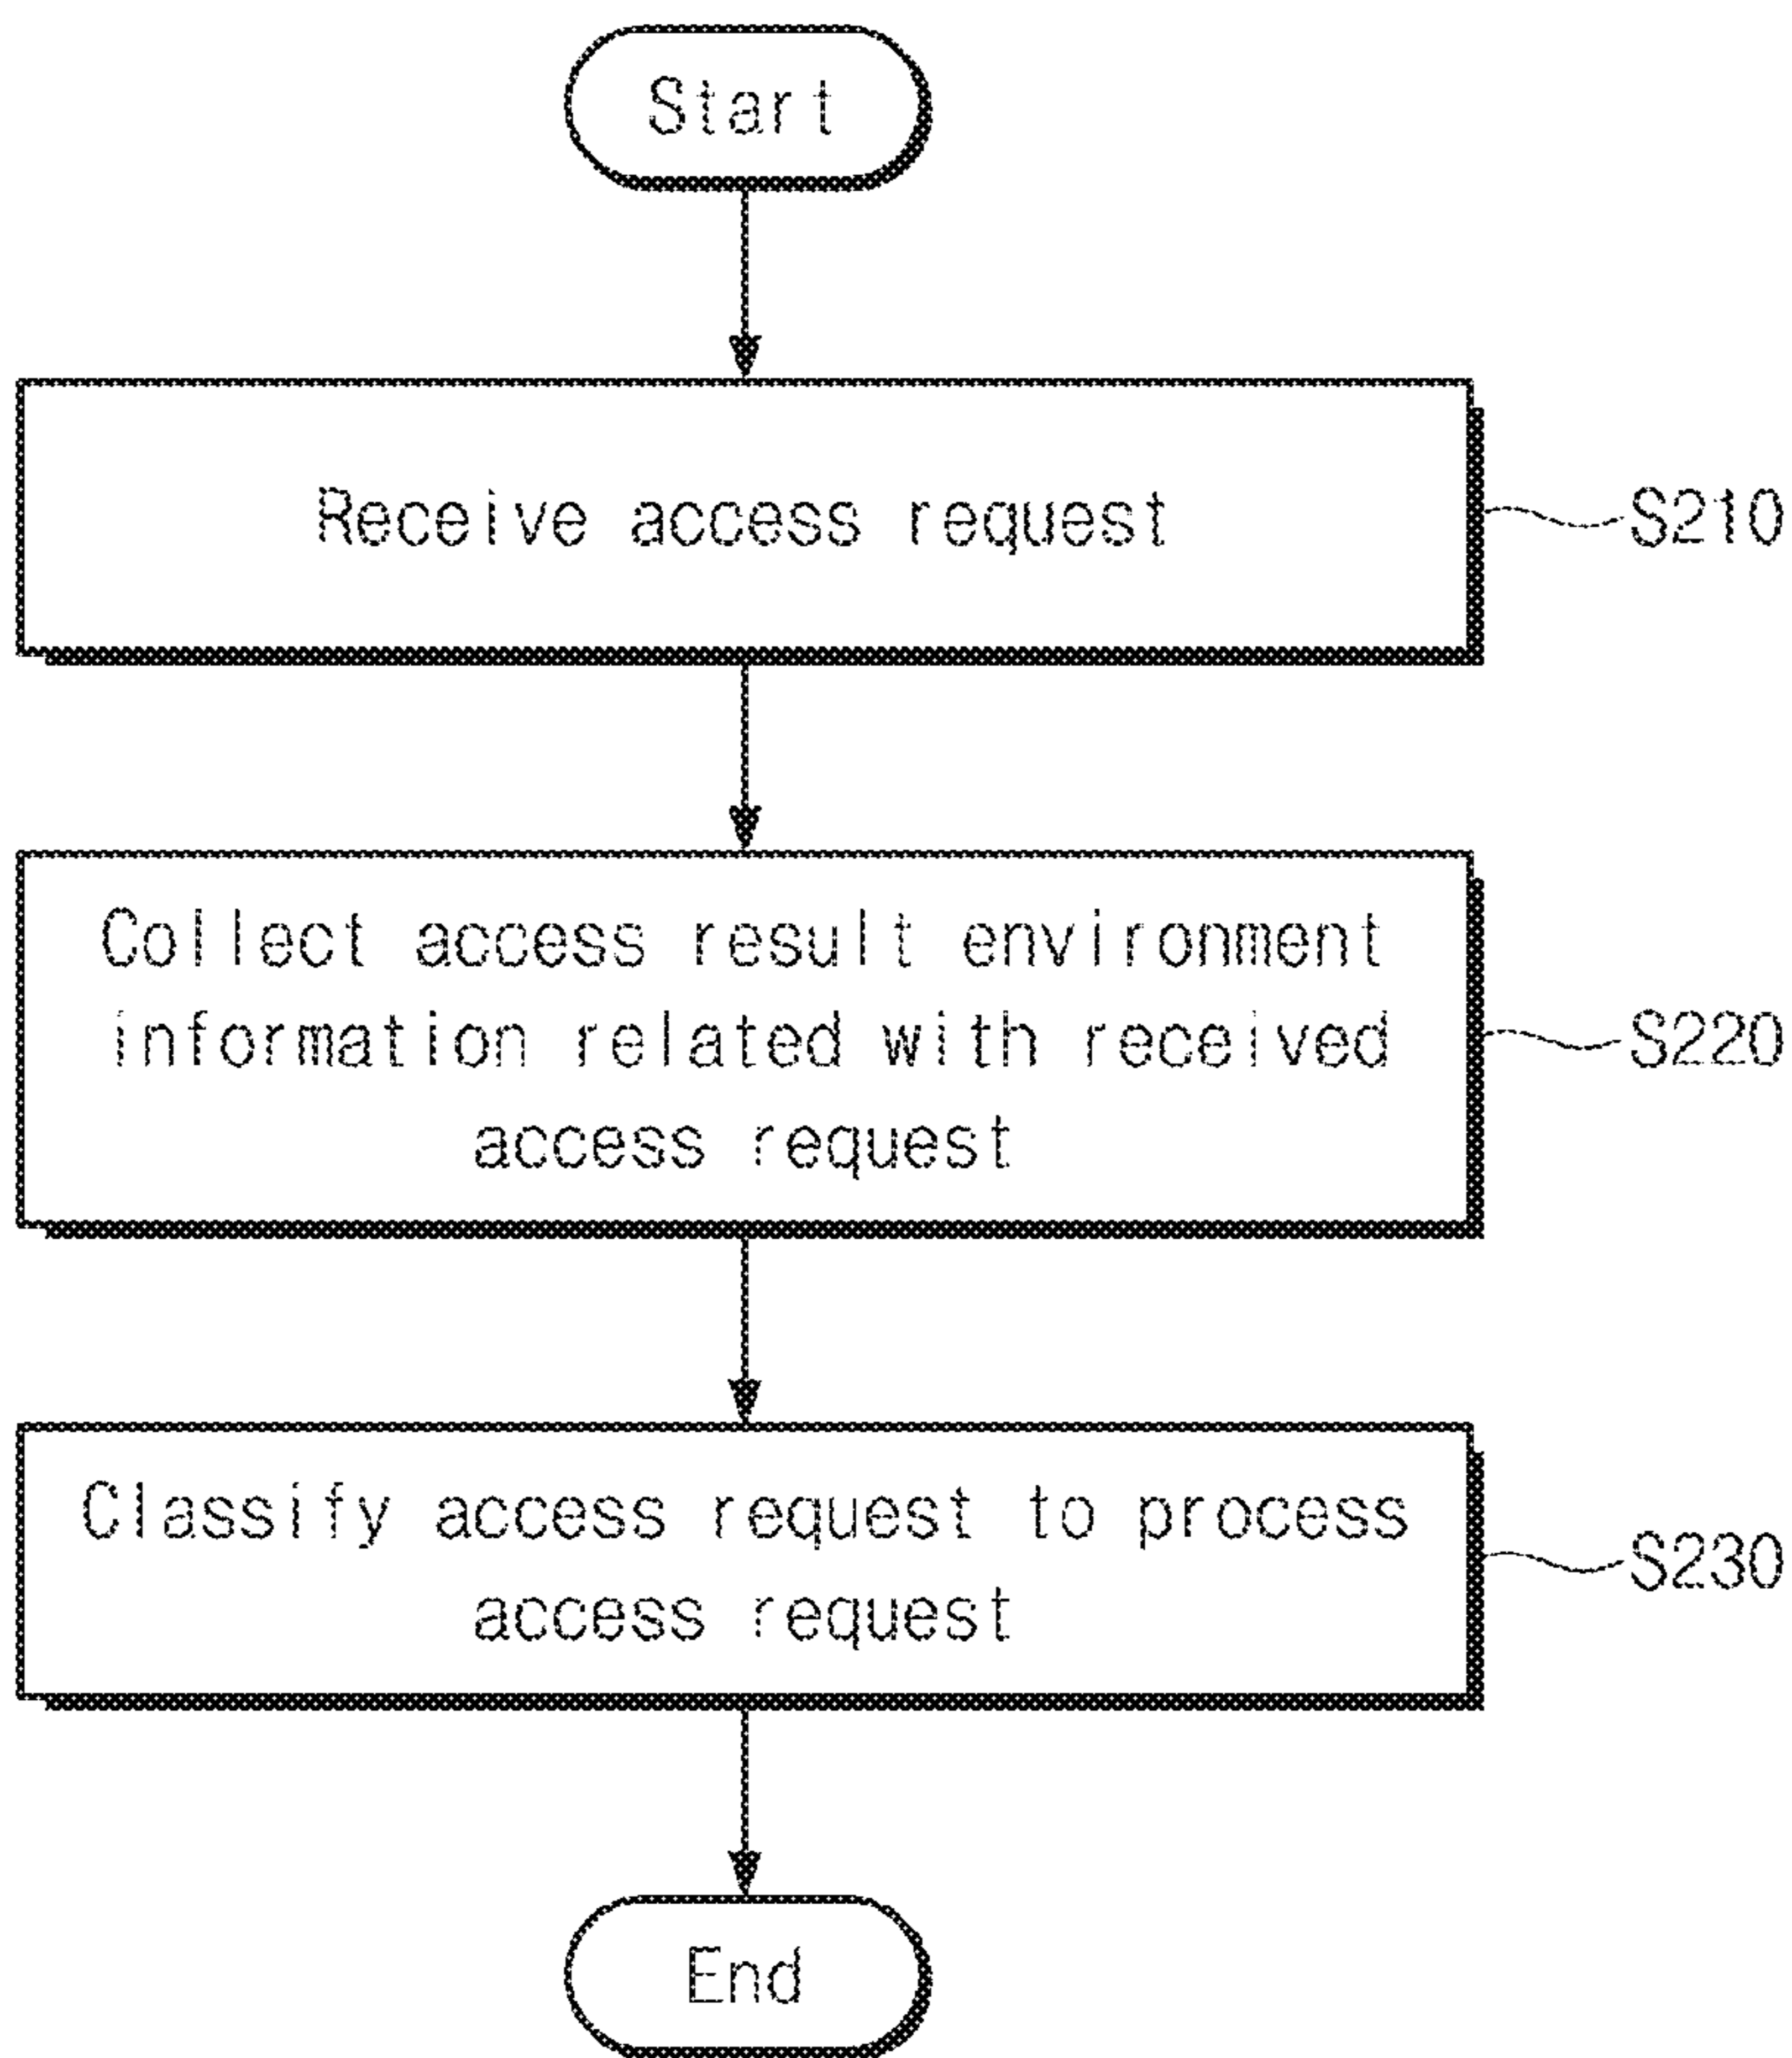 Start
Receive access request
S210
Collect access result environment
information related with received
access request
S220
Classify access request to process
access request
S230
End